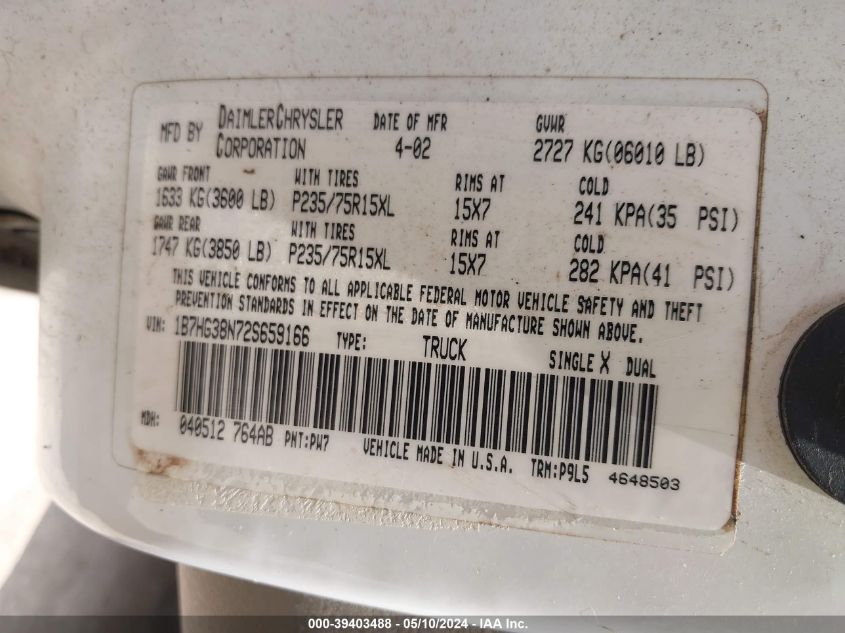 MFD BY DAIMLERCHRYSLER CORPORATION DATE OF MFR 4-02 GVWR 2727 KG(06010 LB)
GAWR FRONT WITH TIRES RIMS AT COLD
1633 KG(3600 LB) P235/75R15XL 15X7 241 KPA(35 PSI)
GAWR REAR WITH TIRES RIMS AT COLD
1747 KG(3850 LB) P235/75R15XL 15X7 282 KPA(41 PSI)
THIS VEHICLE CONFORMS TO ALL APPLICABLE FEDERAL MOTOR VEHICLE SAFETY AND THEFT
PREVENTION STANDARDS IN EFFECT ON THE DATE OF MANUFACTURE SHOWN ABOVE.
VIN: 1B7HG38N72S659166 TYPE: TRUCK SINGLE X DUAL
MDH: 040512 764AB PNT:PW7 VEHICLE MADE IN U.S.A. TRM:P9L5 4648503
000-39403488 - 05/10/2024 - IAA Inc.